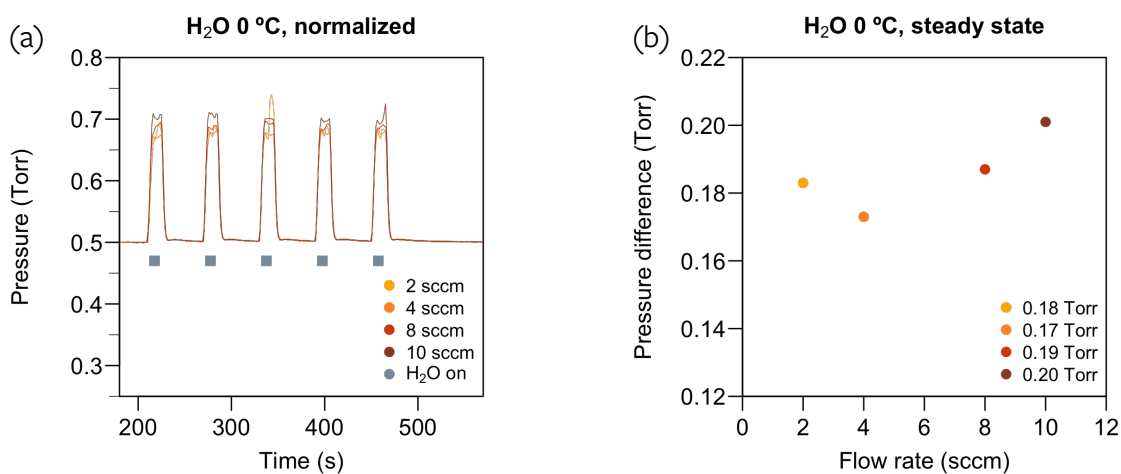 (a)
H₂O 0 ºC, normalized
0.8
0.7
0.6
0.5
0.4
0.3
Pressure (Torr)
2 sccm
4 sccm
8 sccm
10 sccm
H₂O on
200 300 400 500
Time (s)
(b)
H₂O 0 ºC, steady state
0.22
0.20
0.18
0.16
0.14
0.12
Pressure difference (Torr)
0.18 Torr
0.17 Torr
0.19 Torr
0.20 Torr
0 2 4 6 8 10 12
Flow rate (sccm)